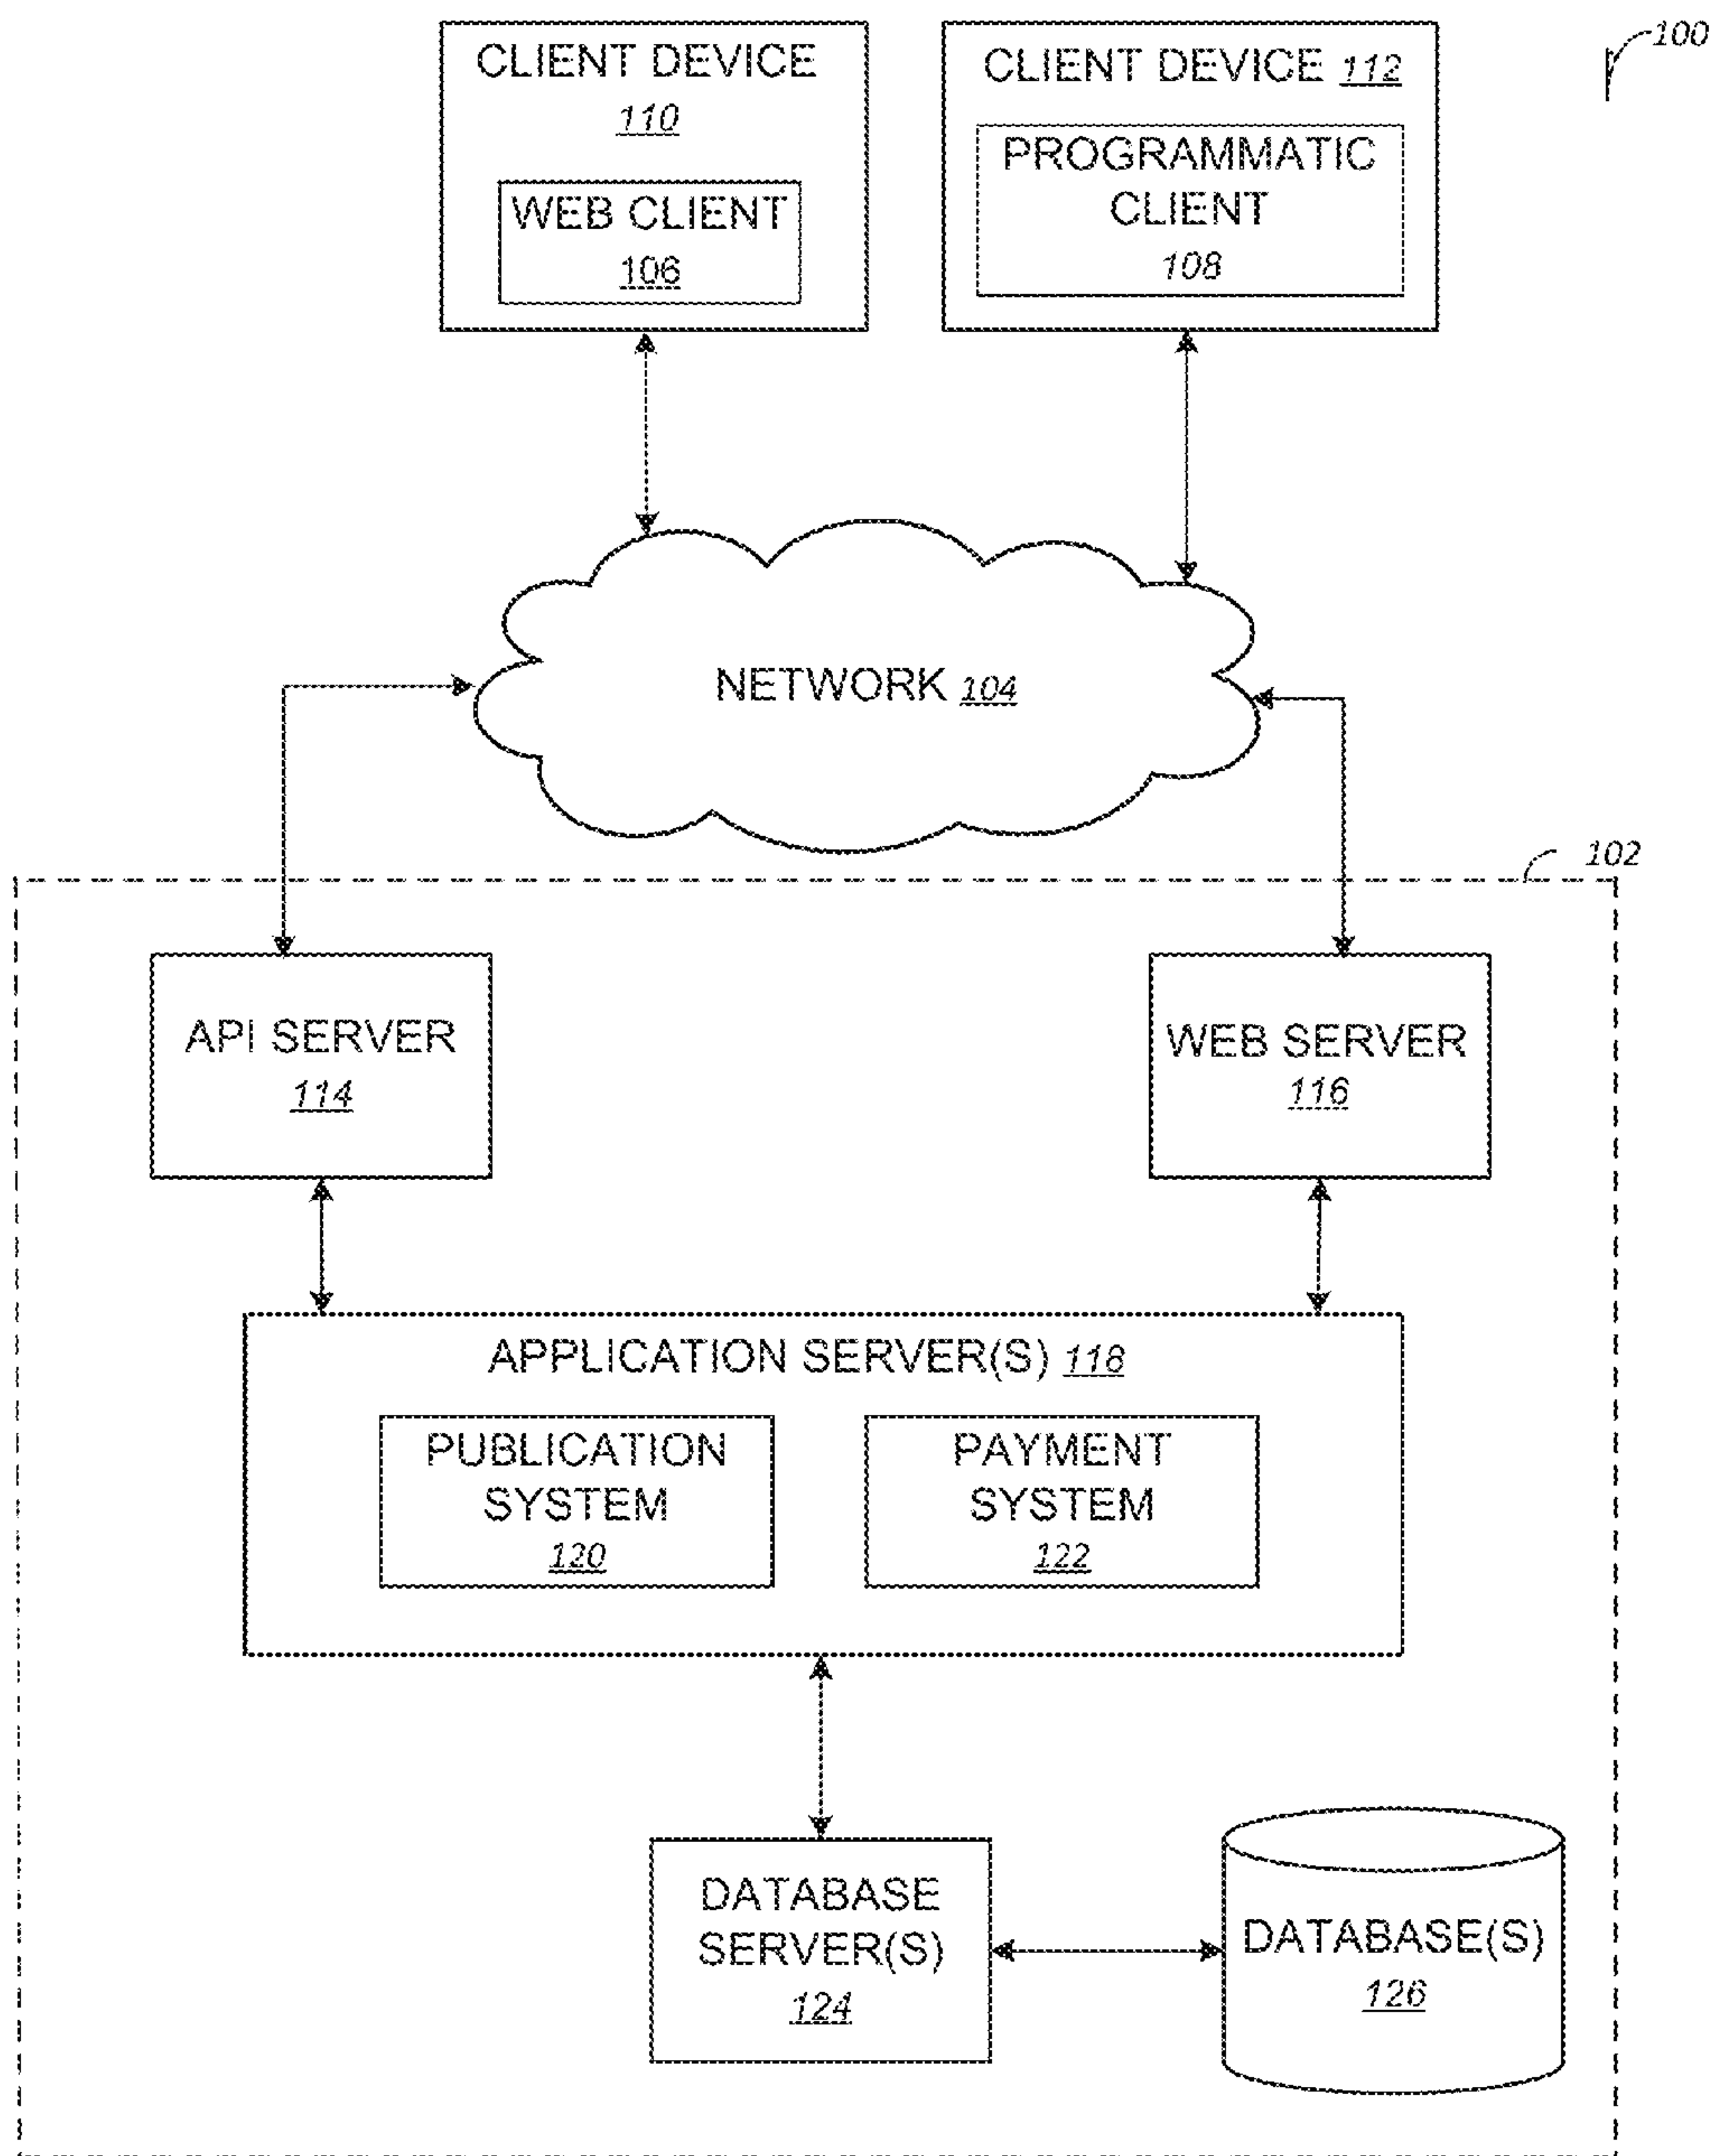 100
CLIENT DEVICE
110
WEB CLIENT
106
CLIENT DEVICE 112
PROGRAMMATIC
CLIENT
108
NETWORK 104
102
API SERVER
114
WEB SERVER
116
APPLICATION SERVER(S) 118
PUBLICATION
SYSTEM
120
PAYMENT
SYSTEM
122
DATABASE
SERVER(S)
124
DATABASE(S)
126